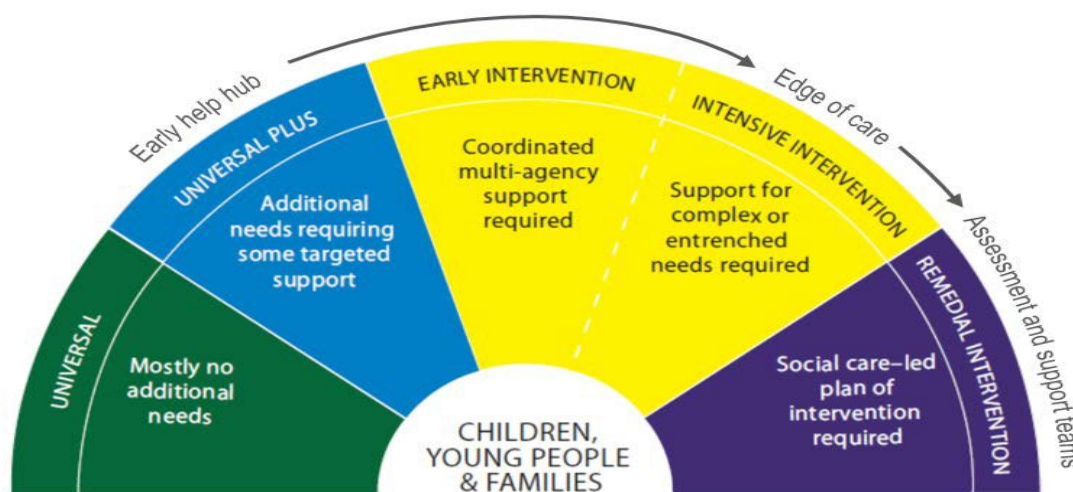 Early help hub
Edge of care
Assessment and support teams
UNIVERSAL
Mostly no
additional
needs
UNIVERSAL PLUS
Additional
needs requiring
some targeted
support
EARLY INTERVENTION
Coordinated
multi-agency
support
required
INTENSIVE INTERVENTION
Support for
complex or
entrenched
needs required
REMEDIAL INTERVENTION
Social care–led
plan of
intervention
required
CHILDREN,
YOUNG PEOPLE
& FAMILIES